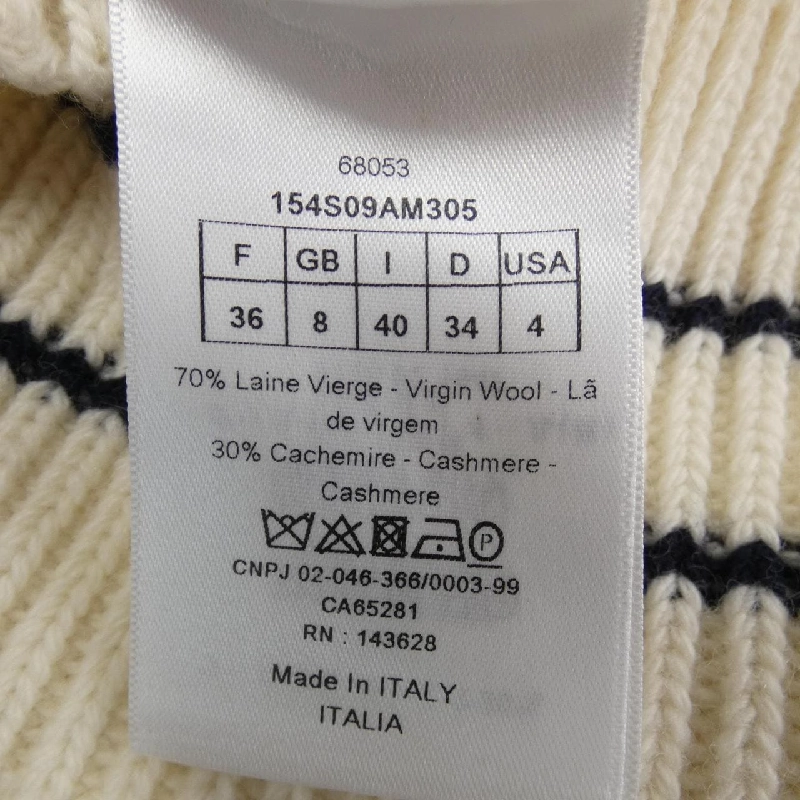 68053
154S09AM305
F GB I D USA
36 8 40 34 4
70% Laine Vierge - Virgin Wool - Lã
de virgem
30% Cachemire - Cashmere -
Cashmere
P
CNPJ 02-046-366/0003-99
CA65281
RN : 143628
Made In ITALY
ITALIA